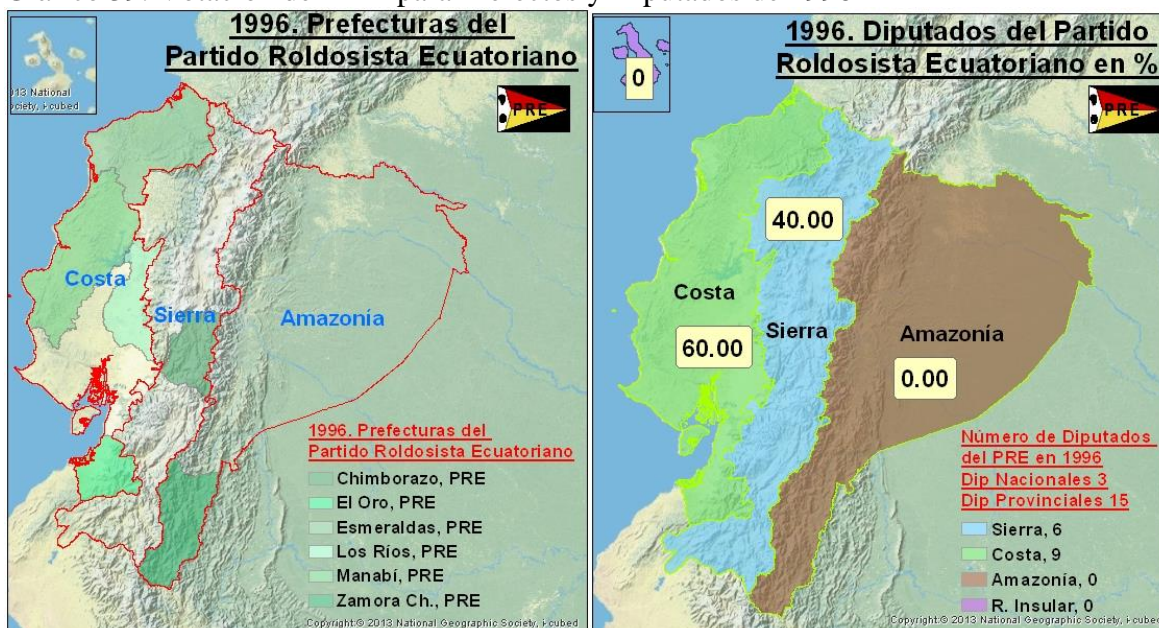 1996. Prefecturas del
Partido Roldosista Ecuatoriano
2013 National
ociety, i-cubed
PRE
Costa
Sierra
Amazonía
1996. Prefecturas del
Partido Roldosista Ecuatoriano
Chimborazo, PRE
El Oro, PRE
Esmeraldas, PRE
Los Ríos, PRE
Manabí, PRE
Zamora Ch., PRE
Copyright:© 2013 National Geographic Society, i-cubed
1996. Diputados del Partido
Roldosista Ecuatoriano en %
0
PRE
40.00
Costa
Sierra
60.00
Amazonía
0.00
Número de Diputados
del PRE en 1996
Dip Nacionales 3
Dip Provinciales 15
Sierra, 6
Costa, 9
Amazonía, 0
R. Insular, 0
Copyright:© 2013 National Geographic Society, i-cubed